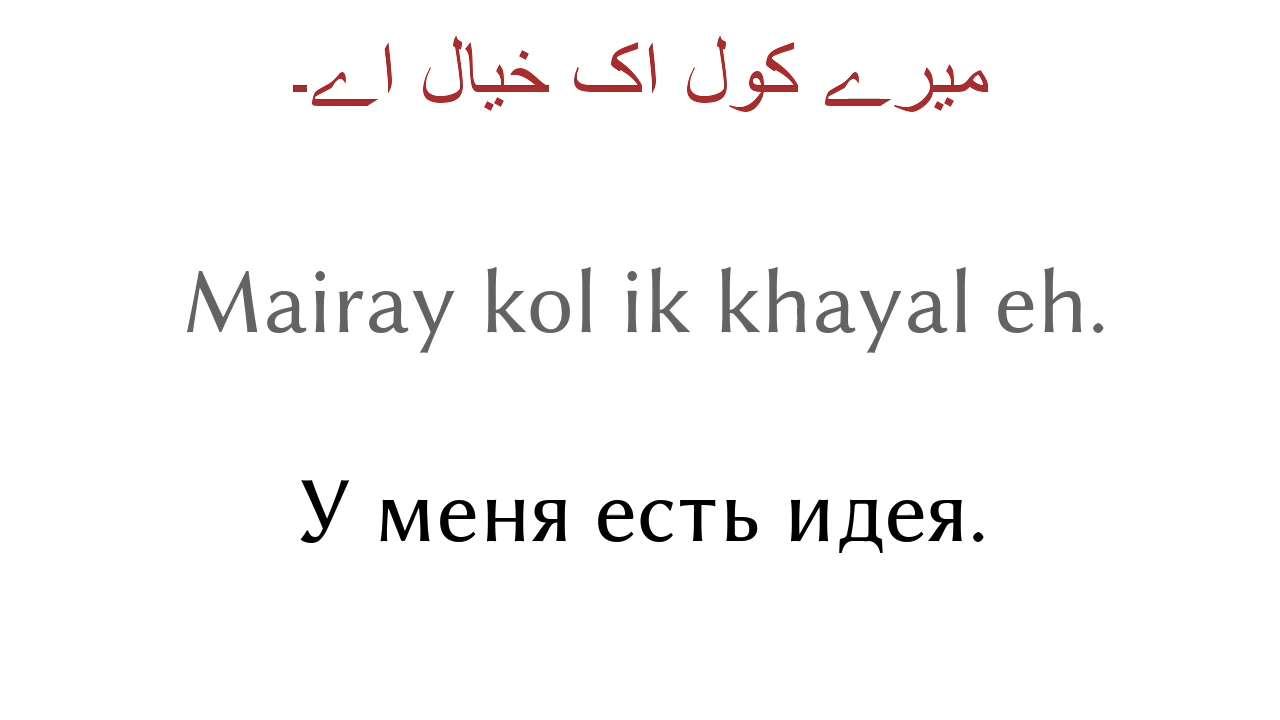 میرے کول اک خیال اے۔
Mairay kol ik khayal eh.
У меня есть идея.